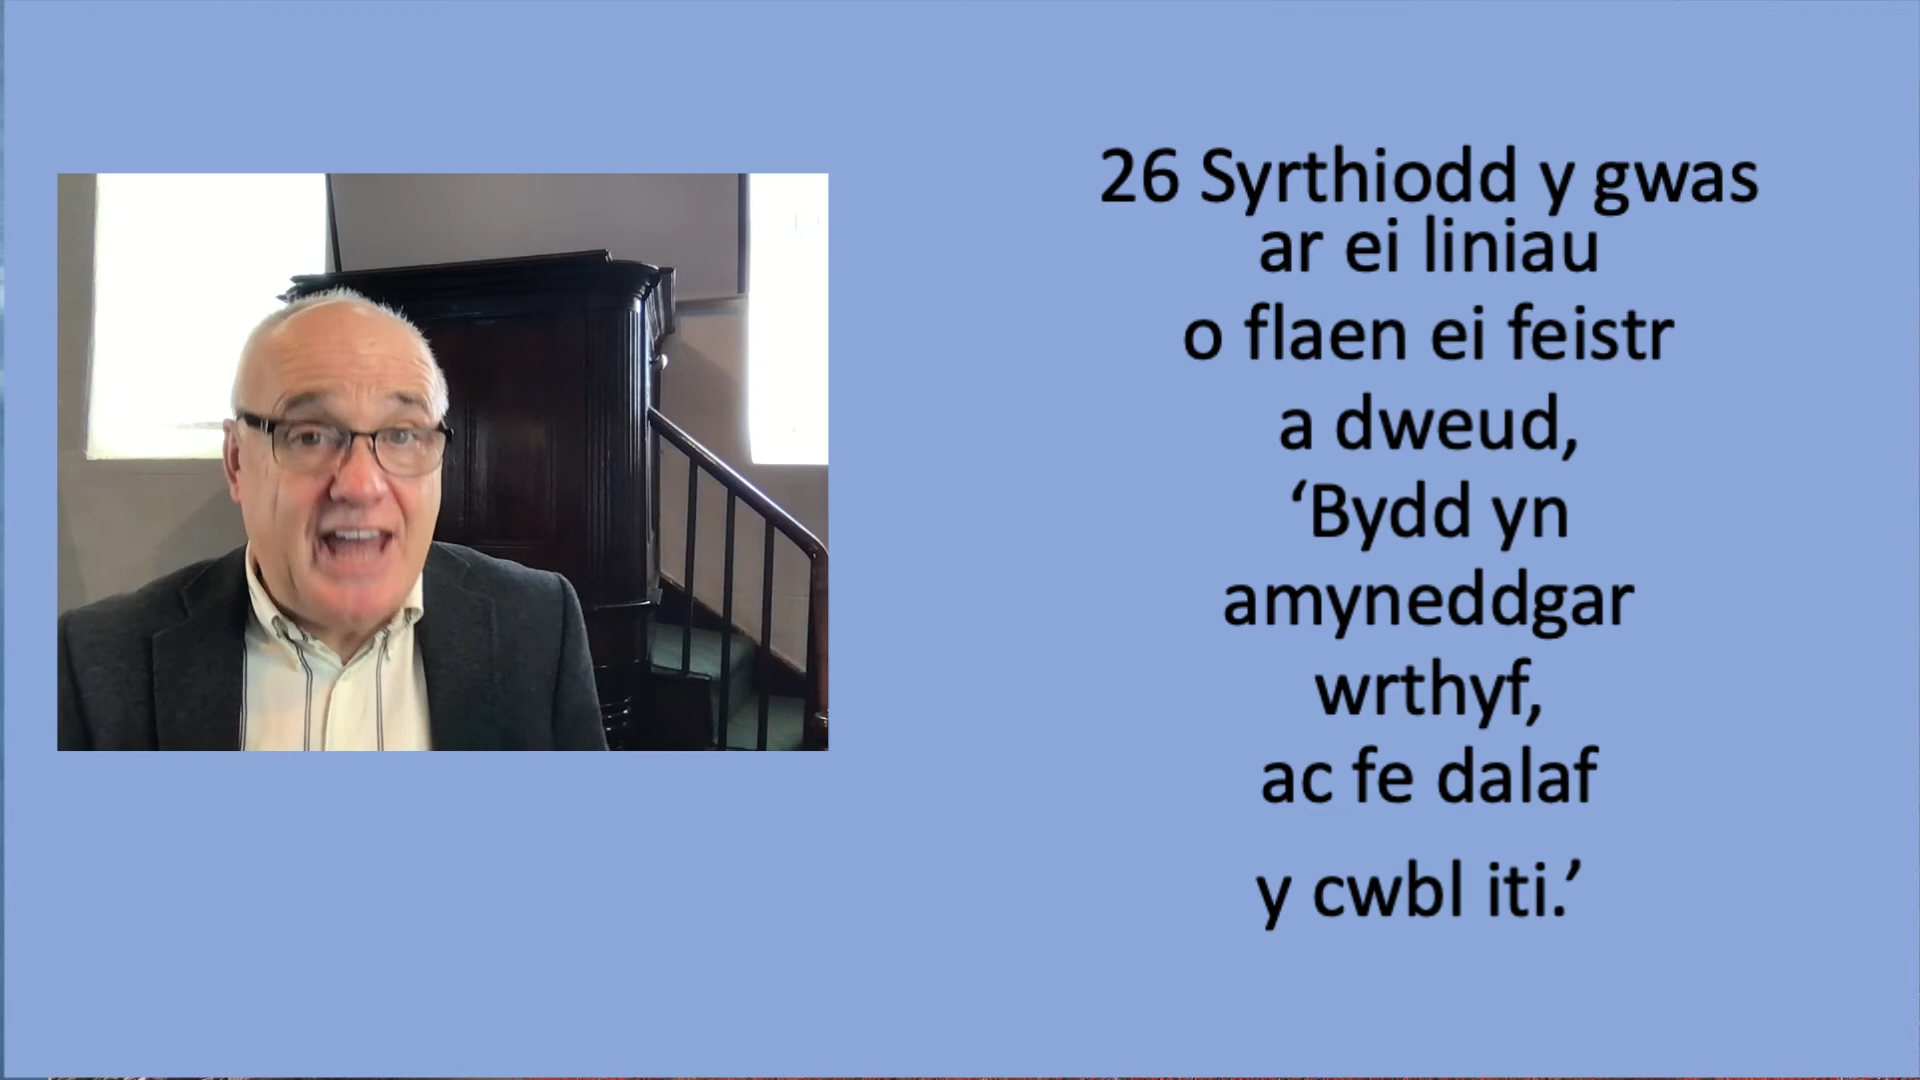 26 Syrthiodd y gwas
ar ei liniau
o flaen ei feistr
a dweud,
‘Bydd yn
amyneddgar
wrthyf,
ac fe dalaf
y cwbl iti.’